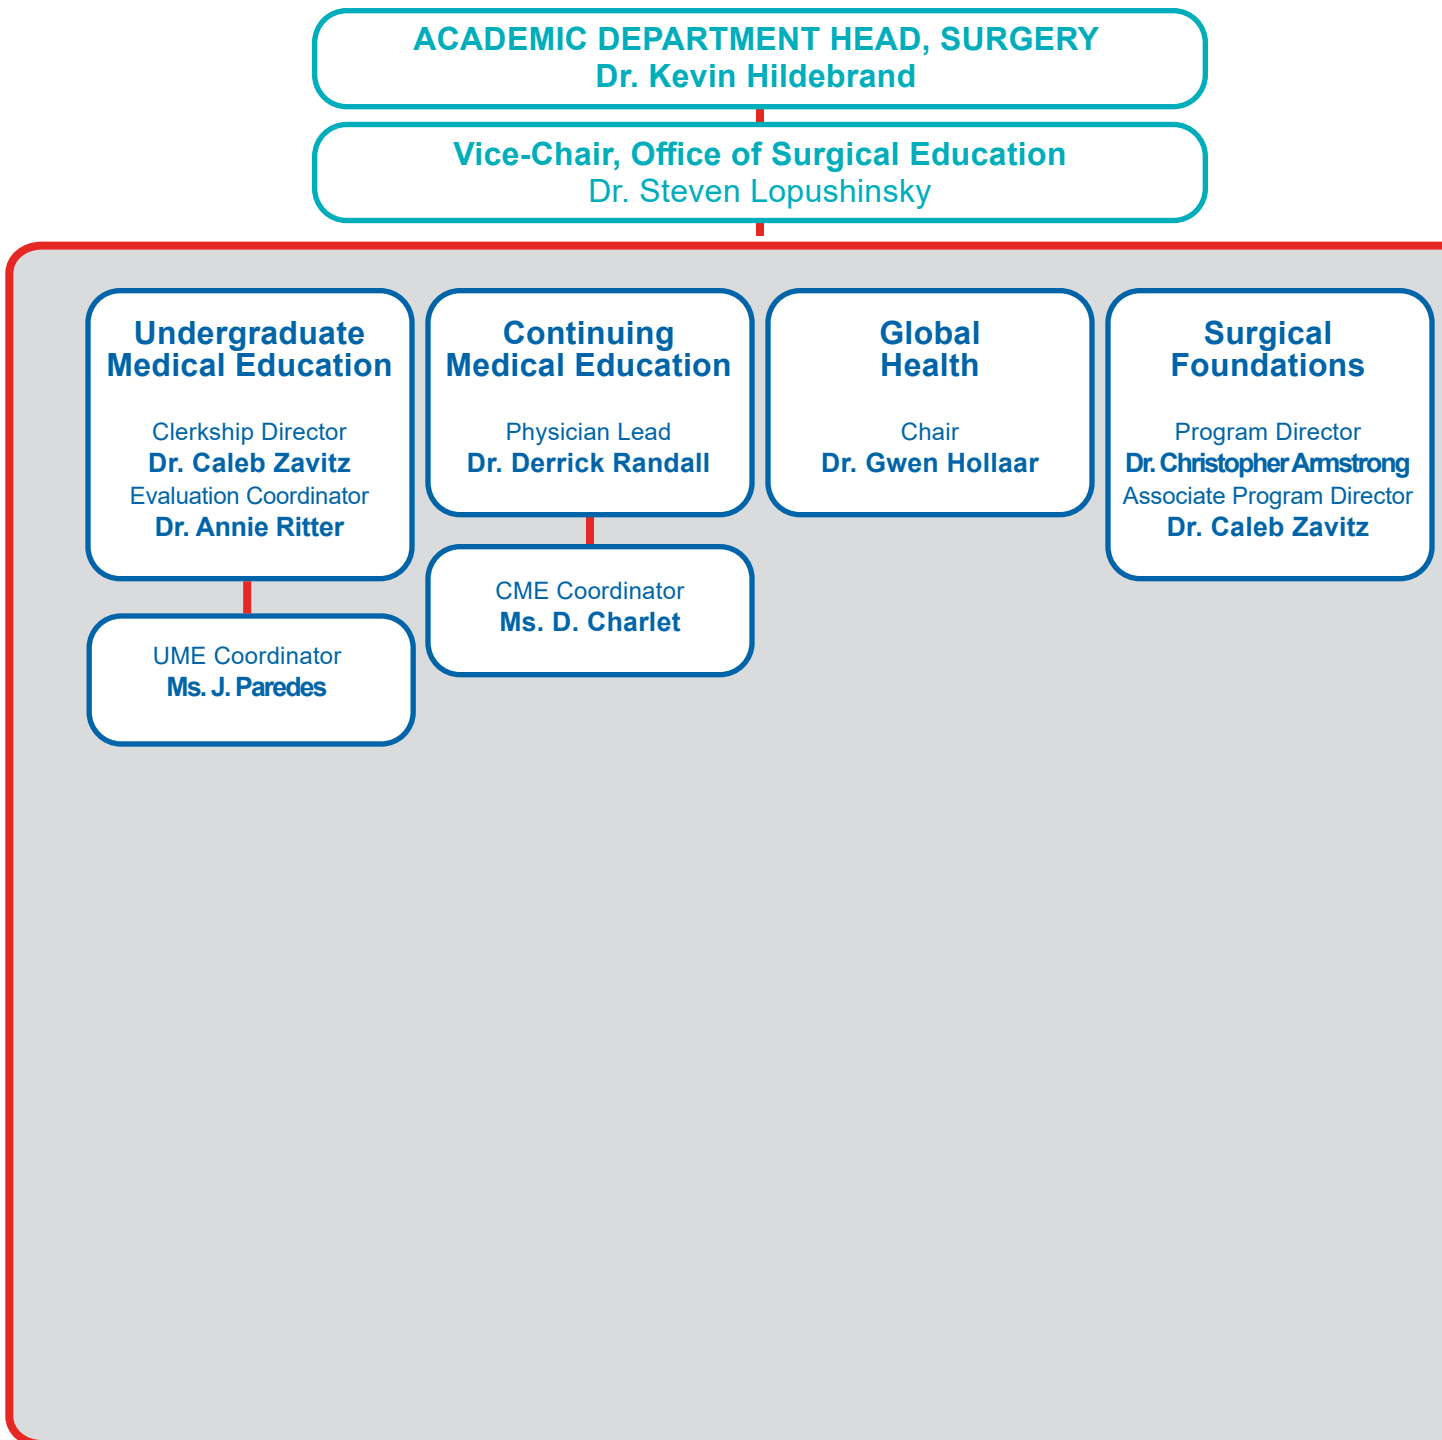 ACADEMIC DEPARTMENT HEAD, SURGERY
Dr. Kevin Hildebrand
Vice-Chair, Office of Surgical Education
Dr. Steven Lopushinsky
Undergraduate
Medical Education
Clerkship Director
Dr. Caleb Zavitz
Evaluation Coordinator
Dr. Annie Ritter
UME Coordinator
Ms. J. Paredes
Continuing
Medical Education
Physician Lead
Dr. Derrick Randall
CME Coordinator
Ms. D. Charlet
Global
Health
Chair
Dr. Gwen Hollaar
Surgical
Foundations
Program Director
Dr. Christopher Armstrong
Associate Program Director
Dr. Caleb Zavitz